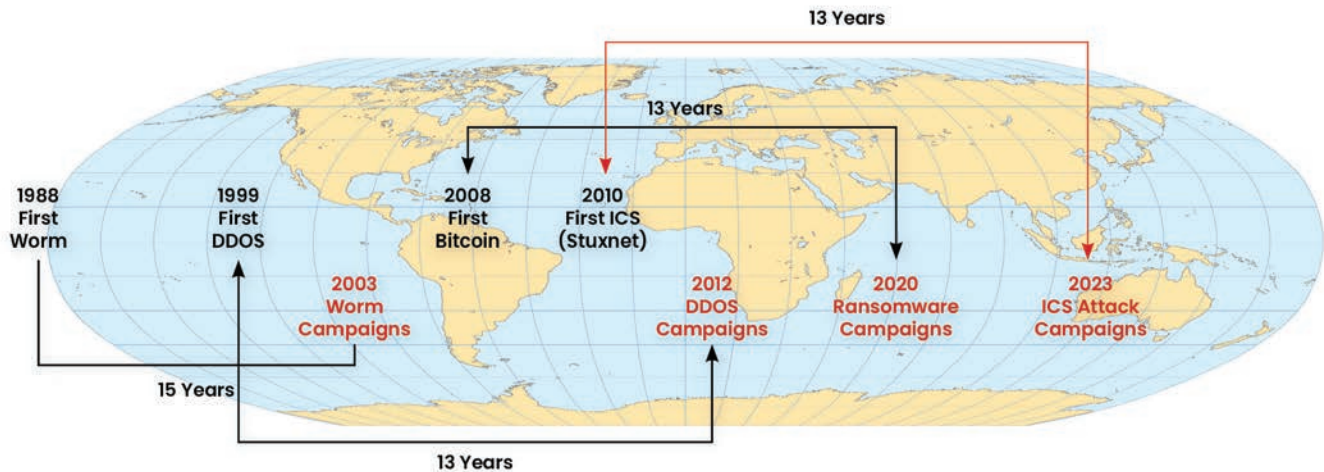 13 Years
13 Years
1988
First
Worm
1999
First
DDOS
2008
First
Bitcoin
2010
First ICS
(Stuxnet)
2003
Worm
Campaigns
2012
DDOS
Campaigns
2020
Ransomware
Campaigns
2023
ICS Attack
Campaigns
15 Years
13 Years